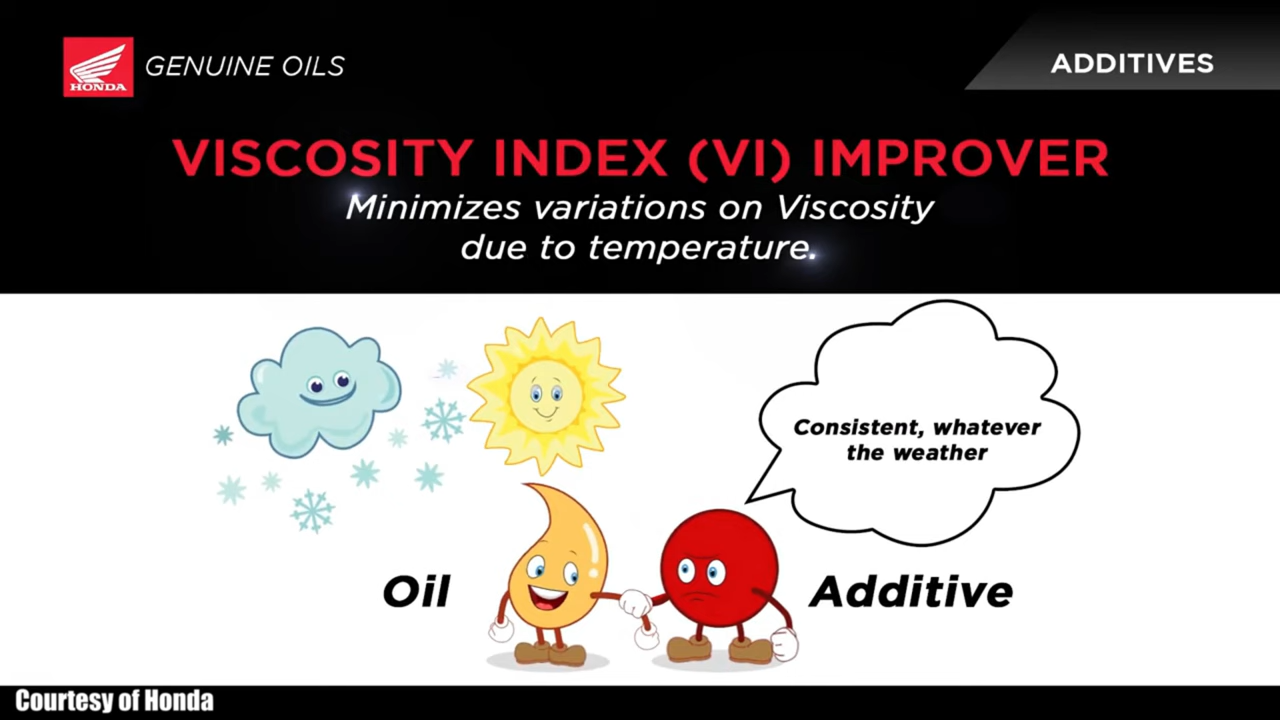 HONDA
GENUINE OILS
ADDITIVES
VISCOSITY INDEX (VI) IMPROVER
Minimizes variations on Viscosity
due to temperature.
Consistent, whatever
the weather
Oil
Additive
Courtesy of Honda